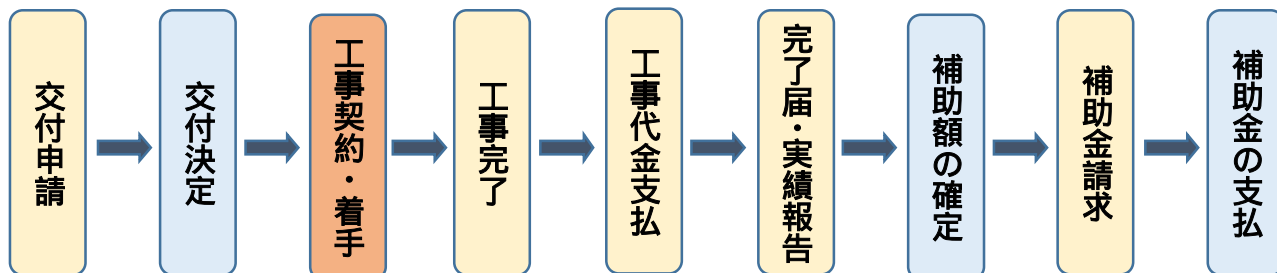 交付申請
交付決定
工事契約・着手
工事完了
工事代金支払
完了届・実績報告
補助額の確定
補助金請求
補助金の支払